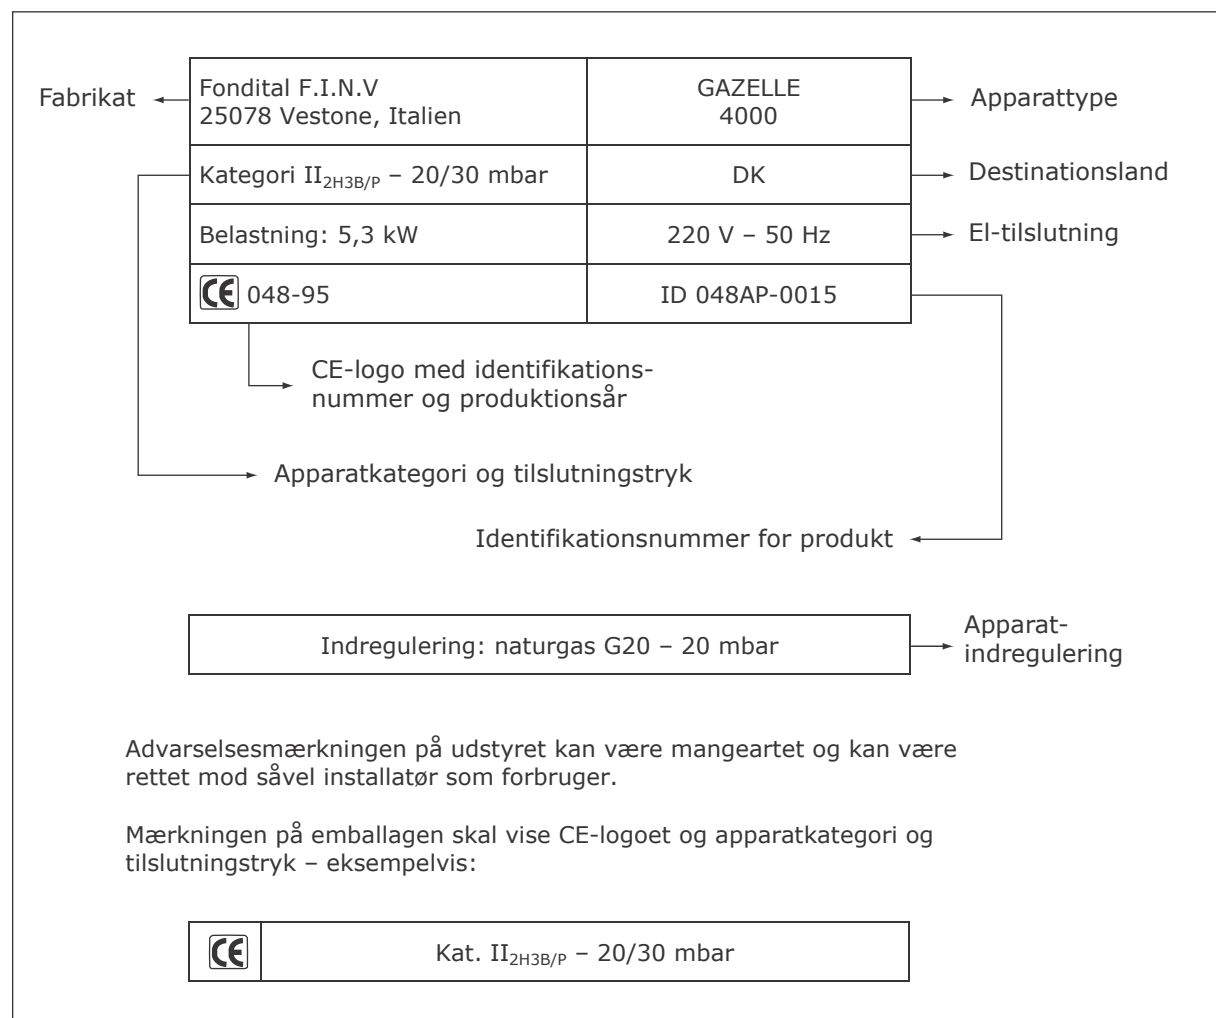 Fondital F.I.N.V
25078 Vestone, Italien
GAZELLE
4000
Fabrikat
Apparattype
Kategori II2H3B/P – 20/30 mbar
DK
Destinationsland
Belastning: 5,3 kW
220 V – 50 Hz
El-tilslutning
CE 048-95
ID 048AP-0015
CE-logo med identifikations-
nummer og produktionsår
Apparatkategori og tilslutningstryk
Identifikationsnummer for produkt
Indregulering: naturgas G20 – 20 mbar
Apparat-
indregulering
Advarselsesmærkningen på udstyret kan være mangeartet og kan være
rettet mod såvel installatør som forbruger.
Mærkningen på emballagen skal vise CE-logoet og apparatkategori og
tilslutningstryk – eksempelvis:
CE
Kat. II2H3B/P – 20/30 mbar